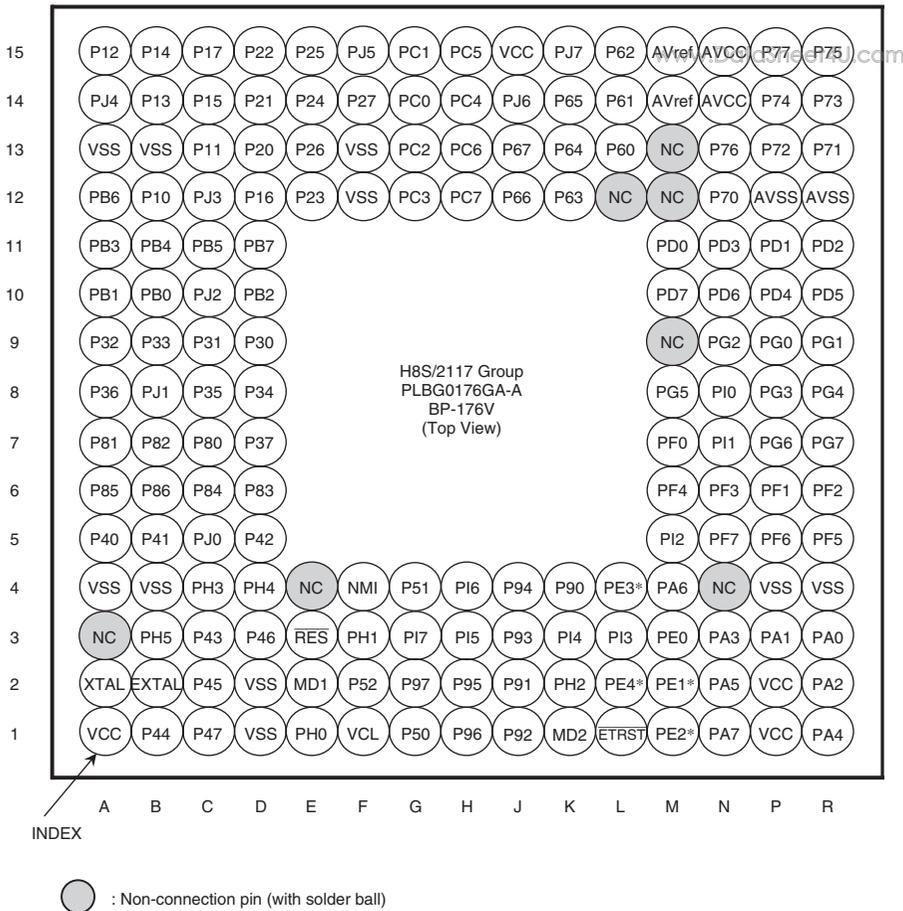 15 P12 P14 P17 P22 P25 PJ5 PC1 PC5 VCC PJ7 P62 AVref AVCC P77 P75
www.DataSheet4U.com
14 PJ4 P13 P15 P21 P24 P27 PC0 PC4 PJ6 P65 P61 AVref AVCC P74 P73
13 VSS VSS P11 P20 P26 VSS PC2 PC6 P67 P64 P60 NC P76 P72 P71
12 PB6 P10 PJ3 P16 P23 VSS PC3 PC7 P66 P63 NC NC P70 AVSS AVSS
11 PB3 PB4 PB5 PB7 PD0 PD3 PD1 PD2
10 PB1 PB0 PJ2 PB2 PD7 PD6 PD4 PD5
9 P32 P33 P31 P30 NC PG2 PG0 PG1
H8S/2117 Group
8 P36 PJ1 P35 P34 PLBG0176GA-A PG5 PI0 PG3 PG4
BP-176V
(Top View)
7 P81 P82 P80 P37 PF0 PI1 PG6 PG7
6 P85 P86 P84 P83 PF4 PF3 PF1 PF2
5 P40 P41 PJ0 P42 PI2 PF7 PF6 PF5
4 VSS VSS PH3 PH4 NC NMI P51 PI6 P94 P90 PE3* PA6 NC VSS VSS
3 NC PH5 P43 P46 RES PH1 PI7 PI5 P93 PI4 PI3 PE0 PA3 PA1 PA0
2 XTAL EXTAL P45 VSS MD1 P52 P97 P95 P91 PH2 PE4* PE1* PA5 VCC PA2
1 VCC P44 P47 VSS PH0 VCL P50 P96 P92 MD2 ETRST PE2* PA7 VCC PA4
A B C D E F G H J K L M N P R
INDEX
: Non-connection pin (with solder ball)